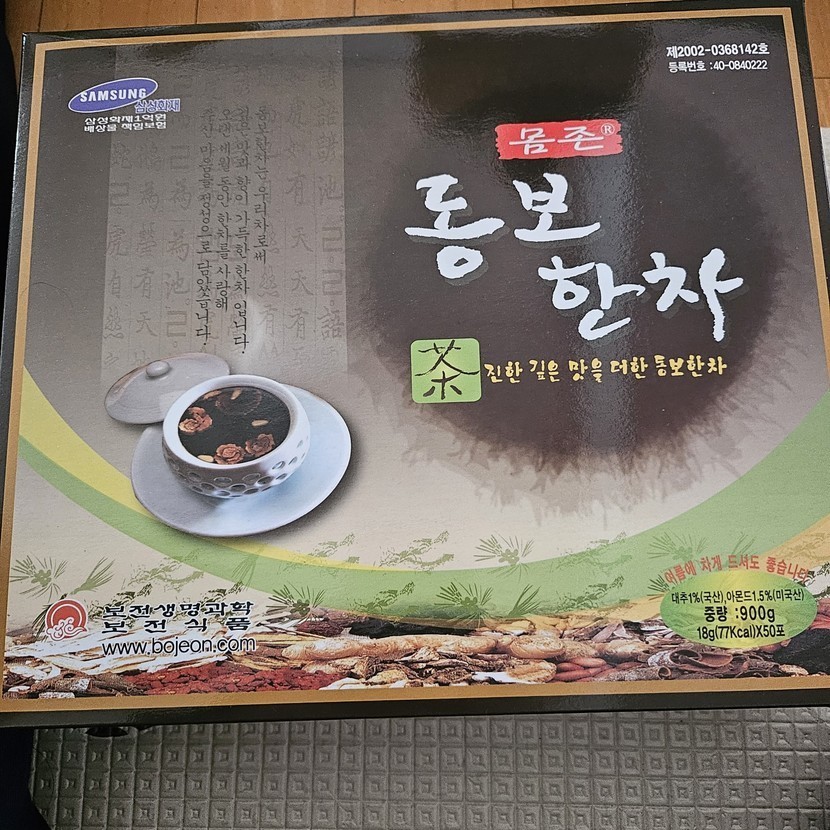 제2002-0368142호
등록번호 :40-0840222
SAMSUNG
삼성화재
삼성화재1억원
배상물 책임보험
몸존®
동보
한차
동보한차는 우리차로써
깊은 맛과 향이 가득한 한차 입니다.
오랜 세월 동안 한차를 사랑해
주신 마음을 정성으로 담았습니다.
茶
진한 깊은 맛을 더한 동보한차
여름에 차게 드셔도 좋습니다
대추1%(국산),아몬드1.5%(미국산)
중량 :900g
18g(77Kcal)X50포
보전생명과학
보전식품
www.bojeon.com